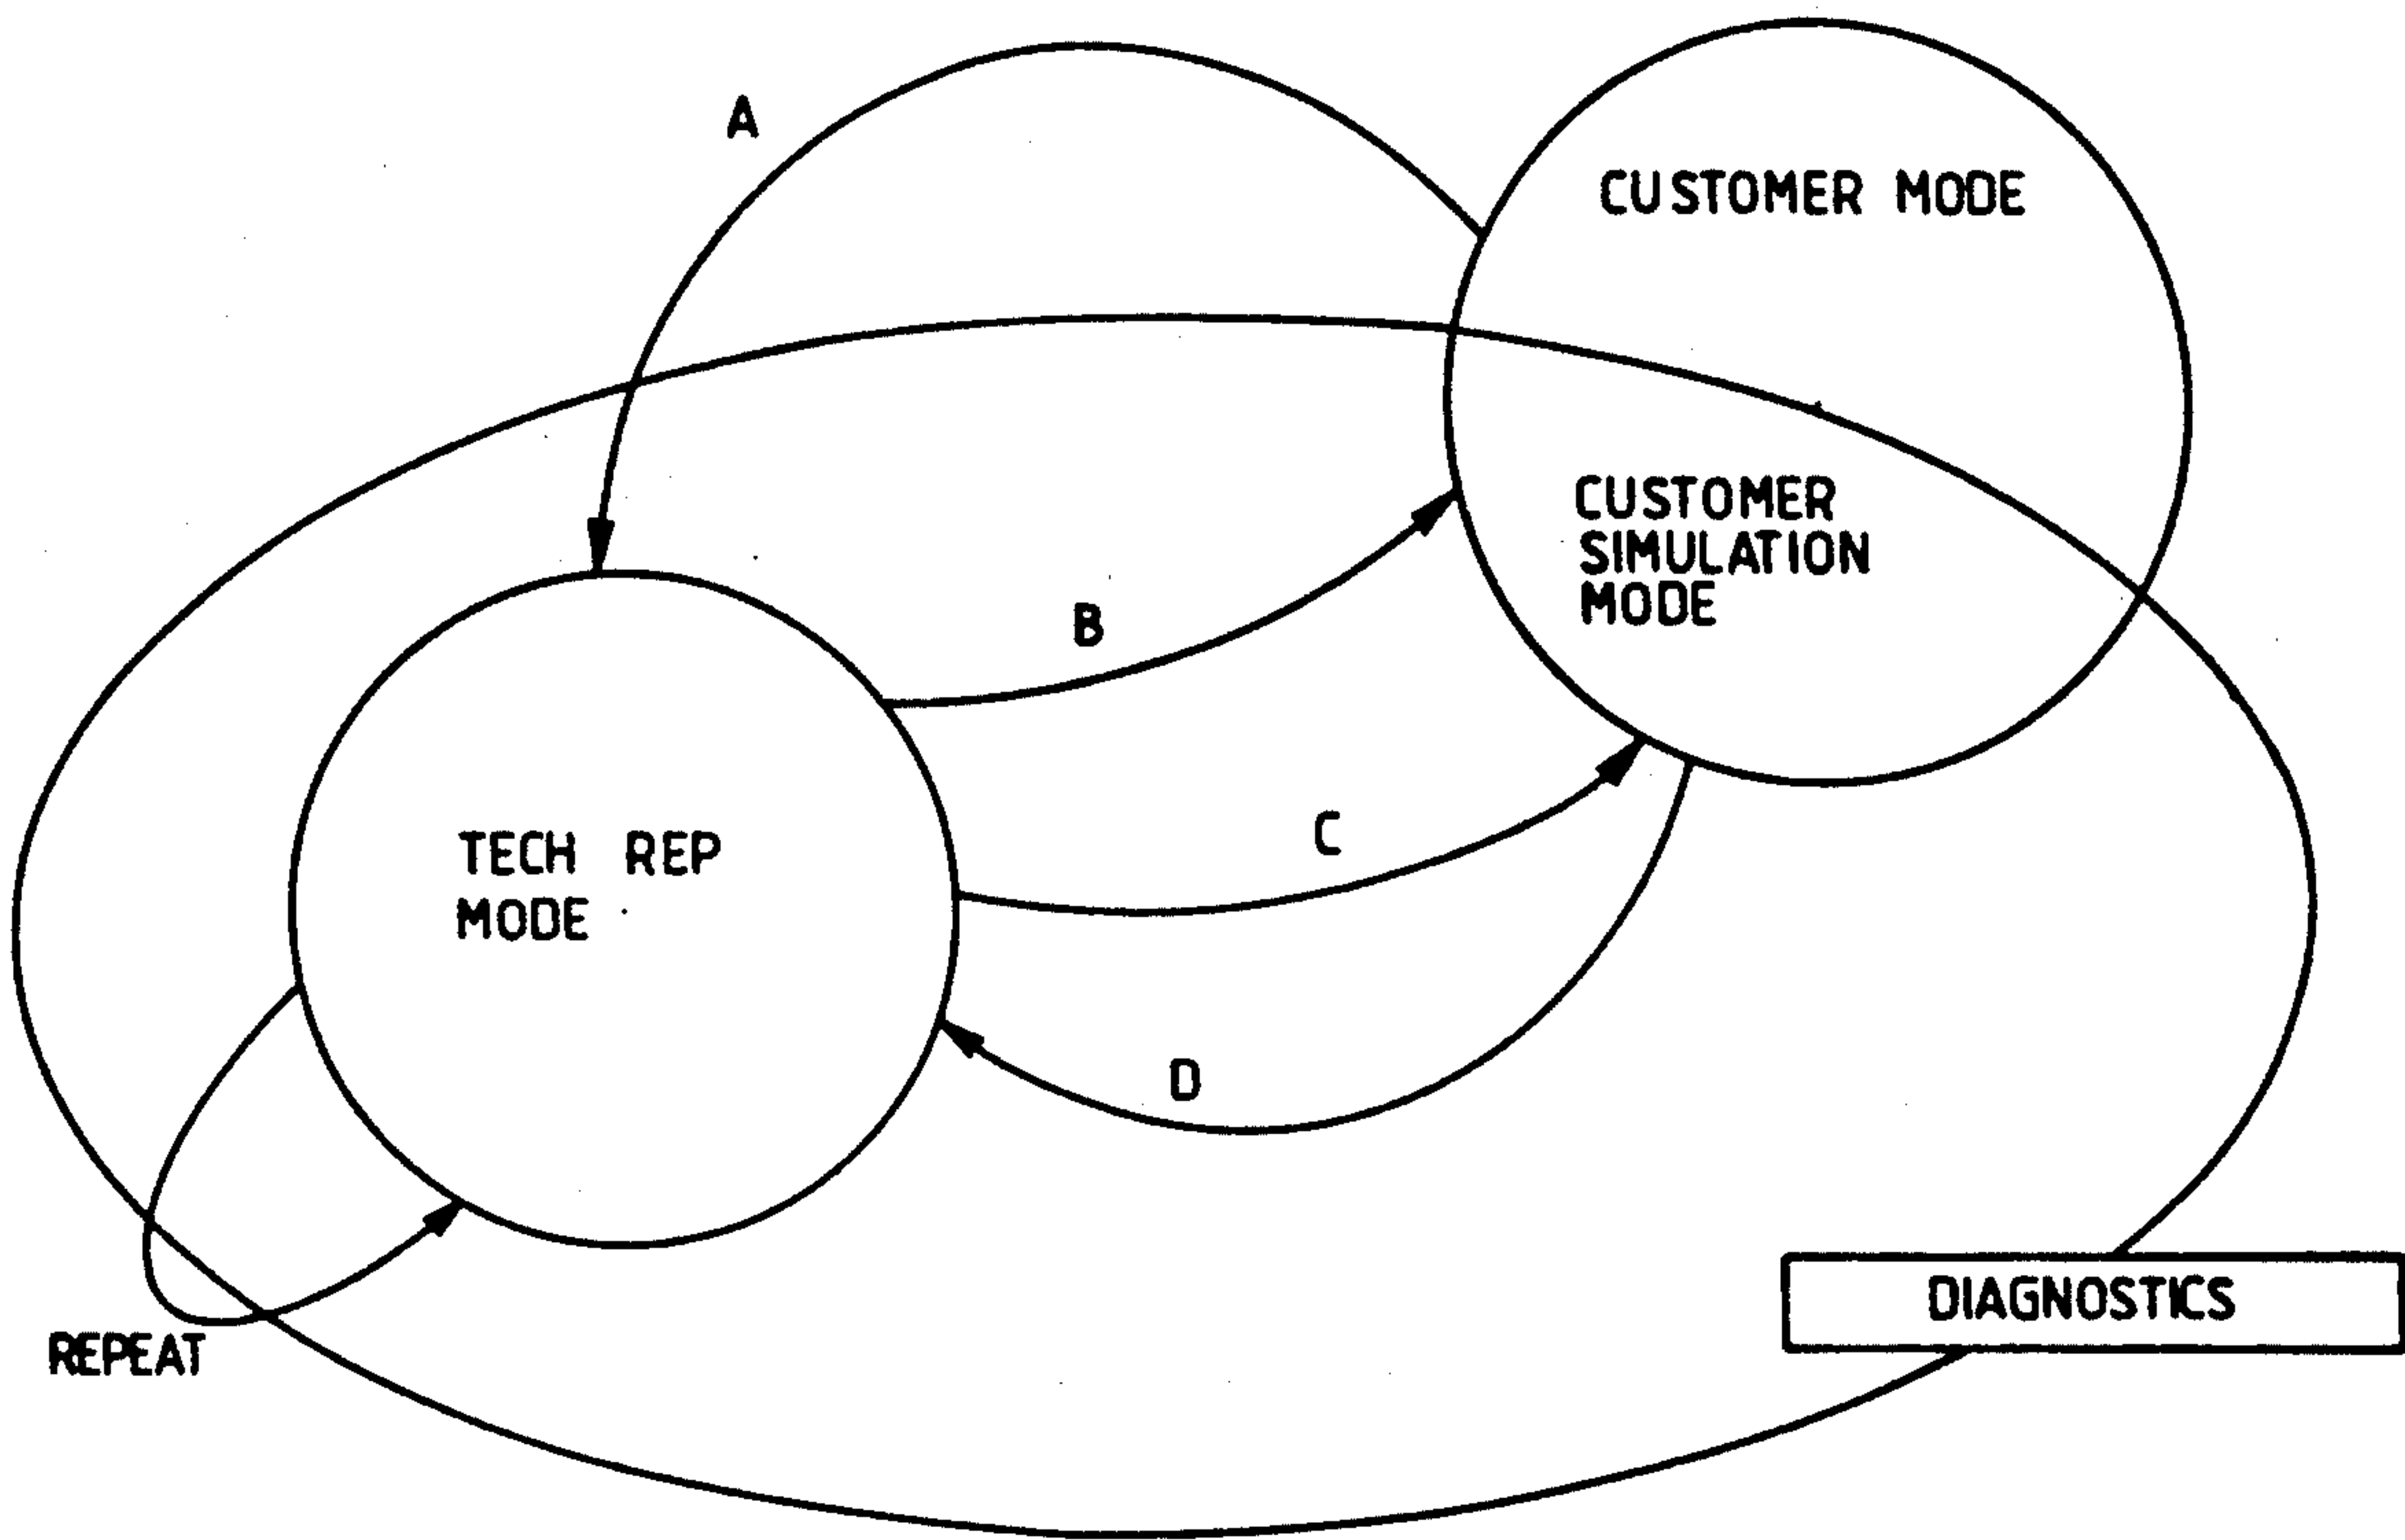 A
CUSTOMER MODE
CUSTOMER
SIMULATION
MODE
B
TECH REP
MODE
C
D
DIAGNOSTICS
REPEAT